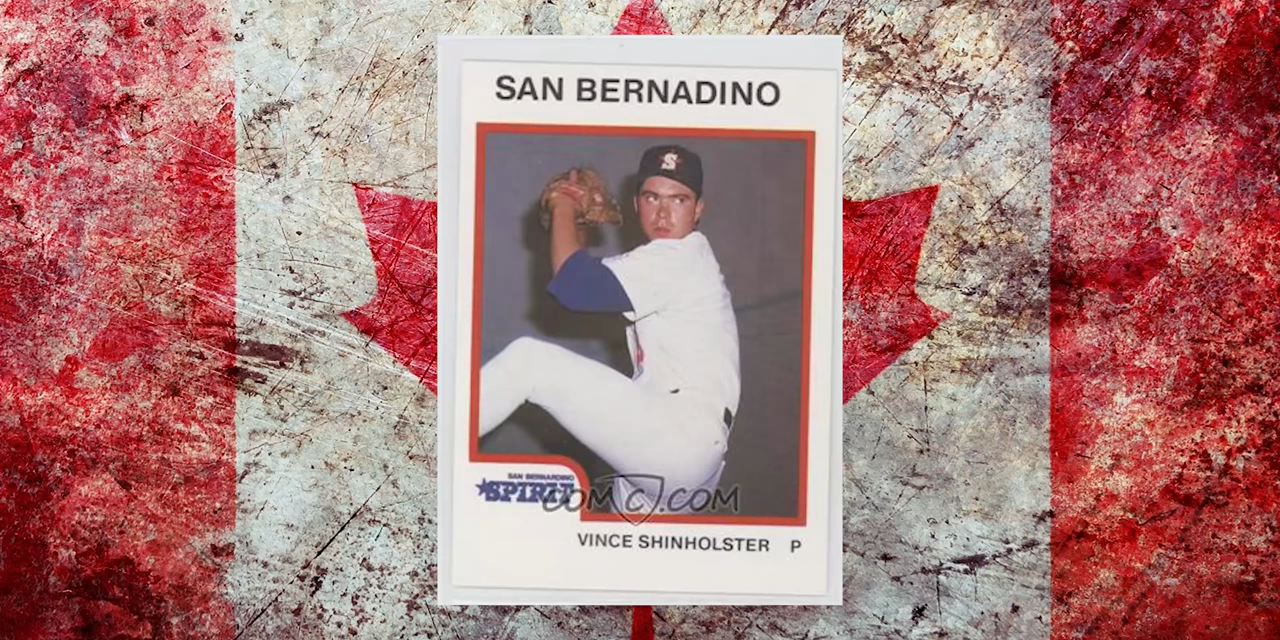 SAN BERNADINO
S
SAN BERNARDINO
SPIRIT
COMC.COM
VINCE SHINHOLSTER P